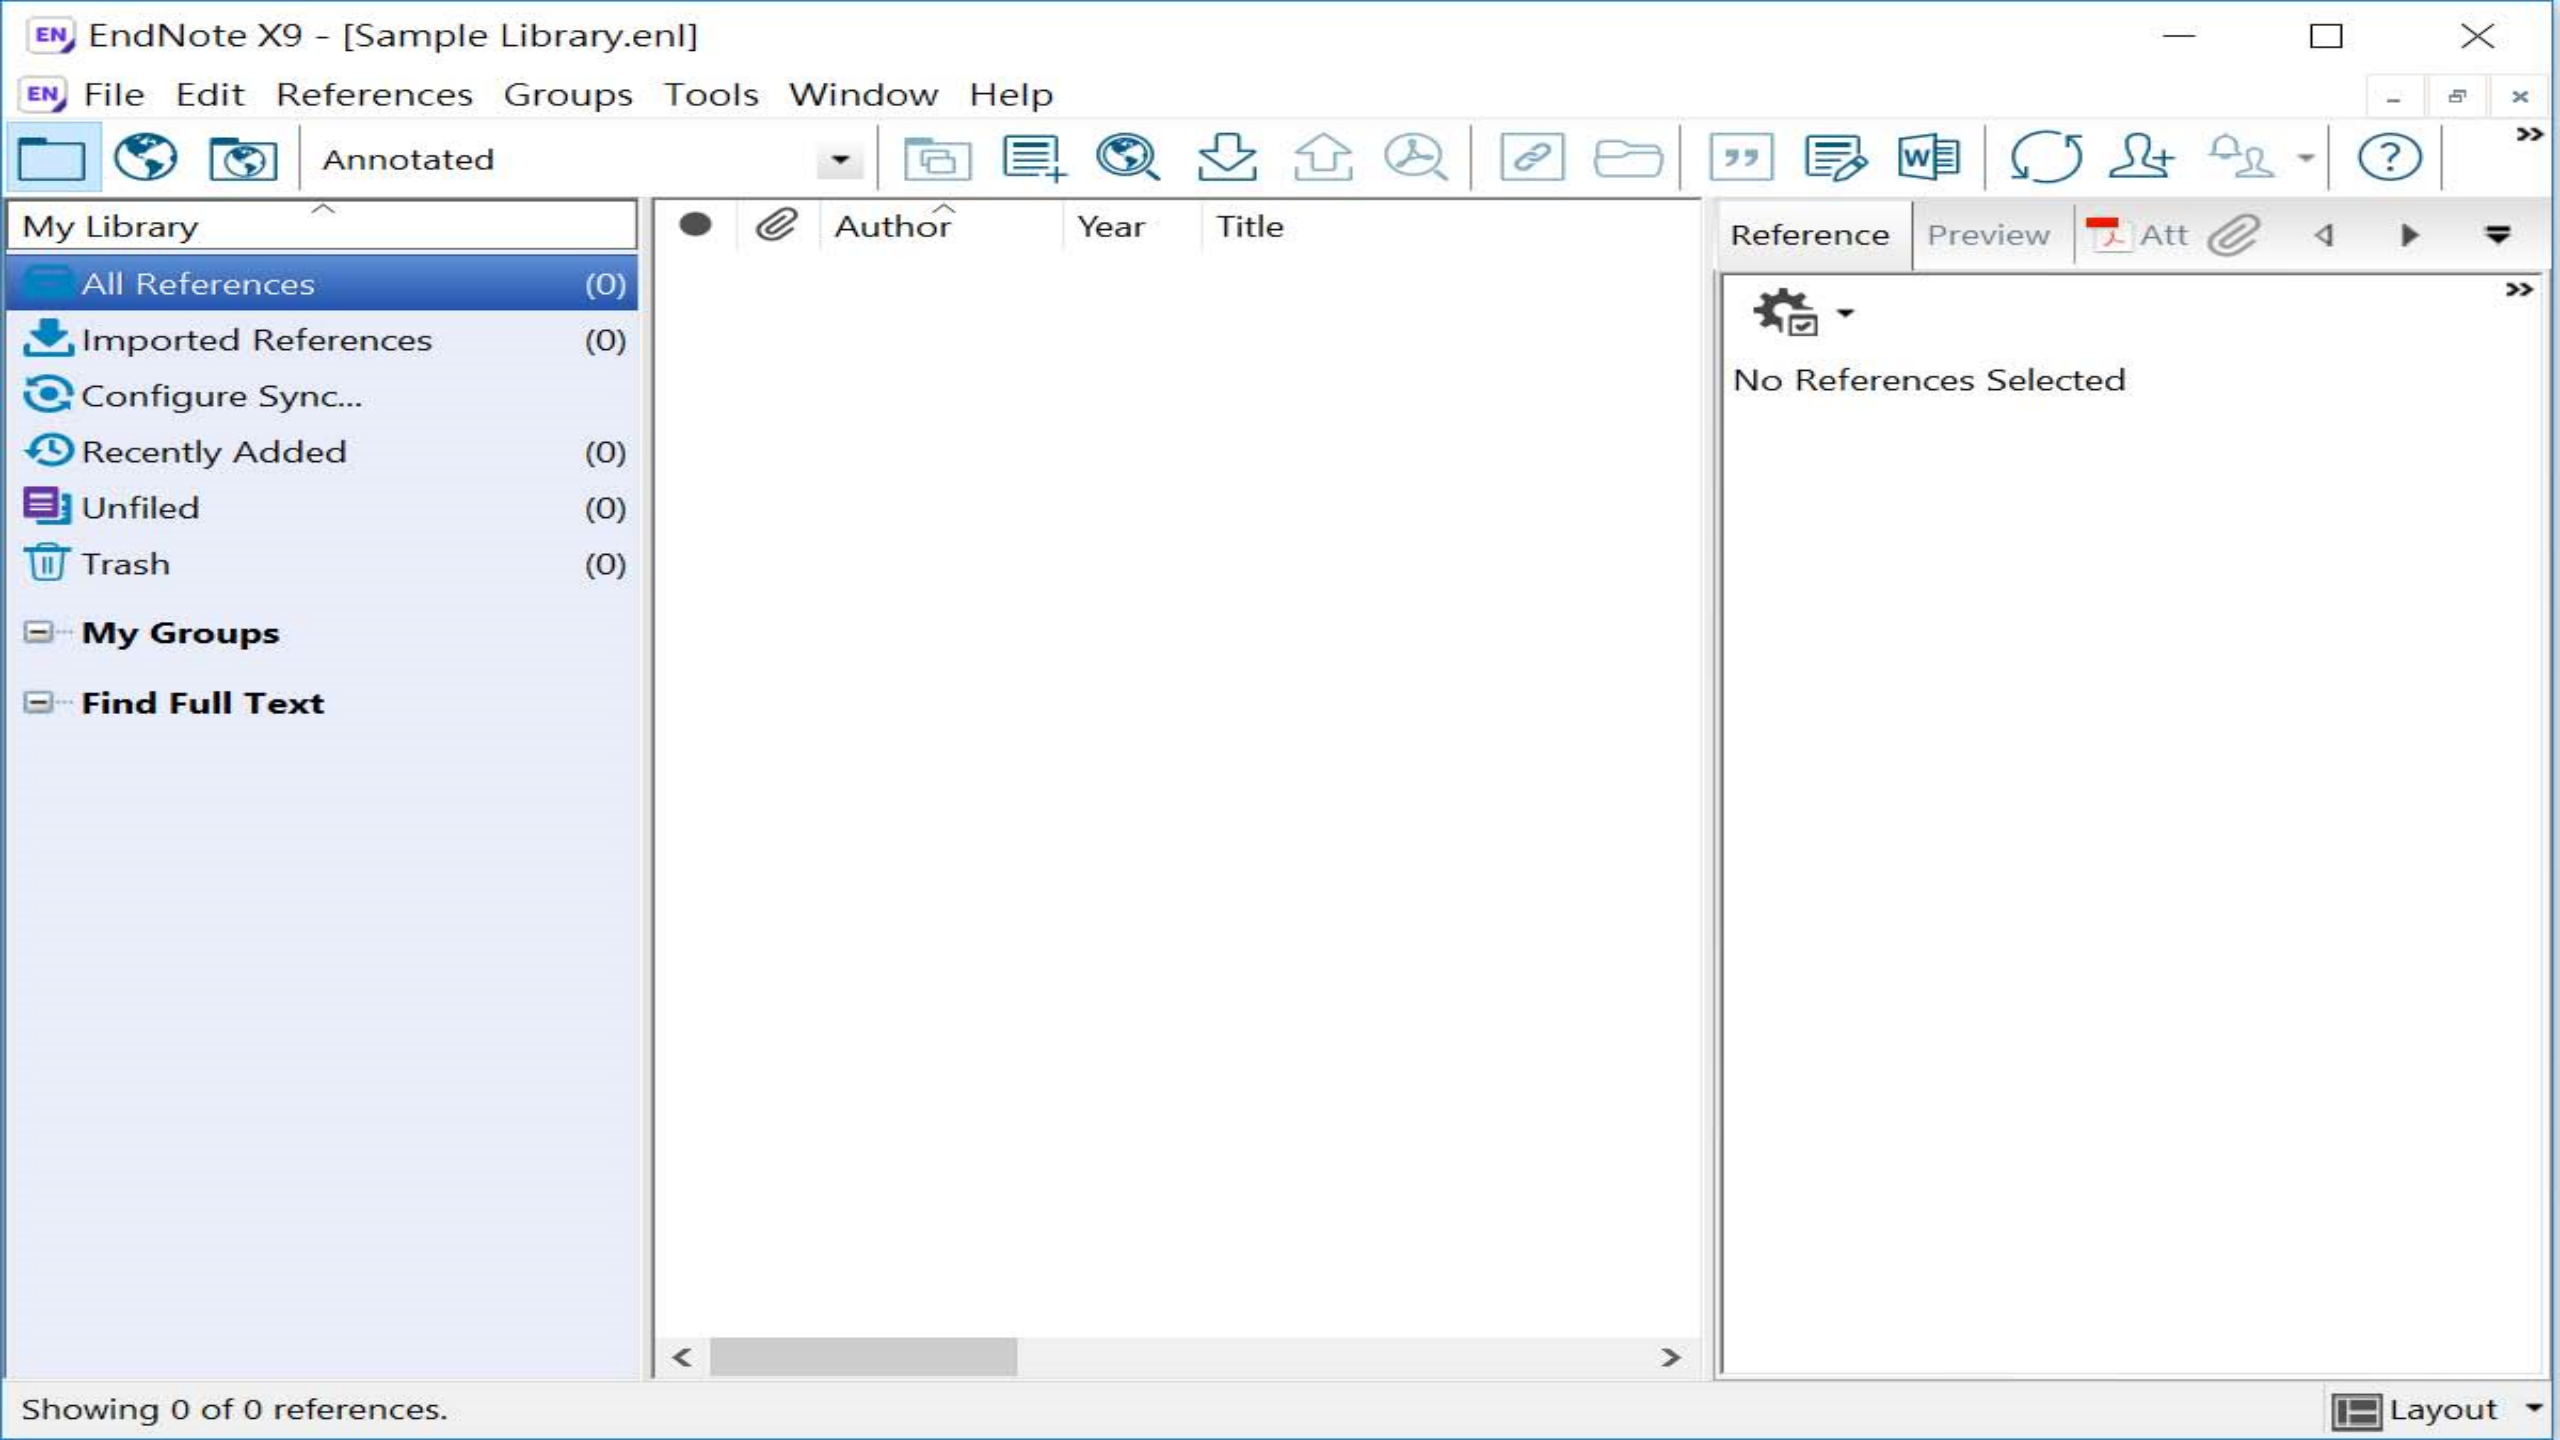 EN EndNote X9 - [Sample Library.enl]
EN File Edit References Groups Tools Window Help
Annotated
My Library
All References (0)
Imported References (0)
Configure Sync...
Recently Added (0)
Unfiled (0)
Trash (0)
My Groups
Find Full Text
Author Year Title
Reference Preview Att
No References Selected
Showing 0 of 0 references.
Layout